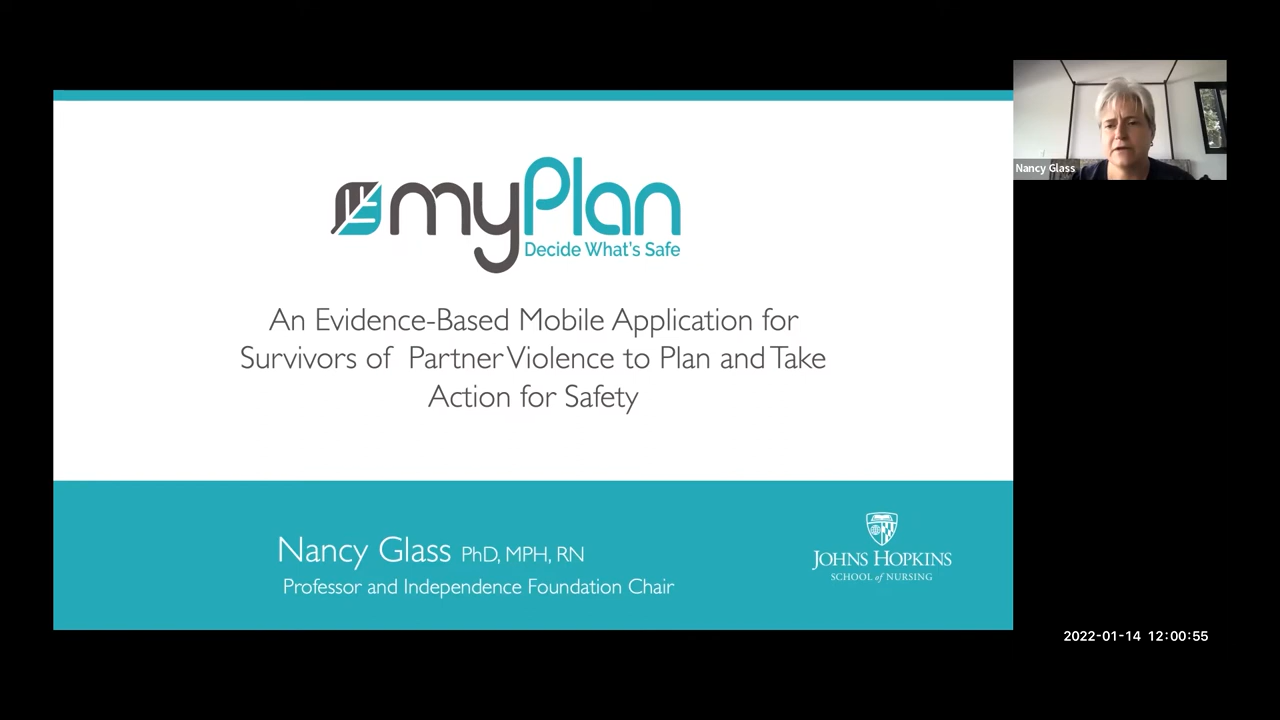 myPlan
Decide What's Safe
An Evidence-Based Mobile Application for
Survivors of Partner Violence to Plan and Take
Action for Safety
Nancy Glass PhD, MPH, RN
Professor and Independence Foundation Chair
JOHNS HOPKINS
SCHOOL of NURSING
Nancy Glass
2022-01-14 12:00:55